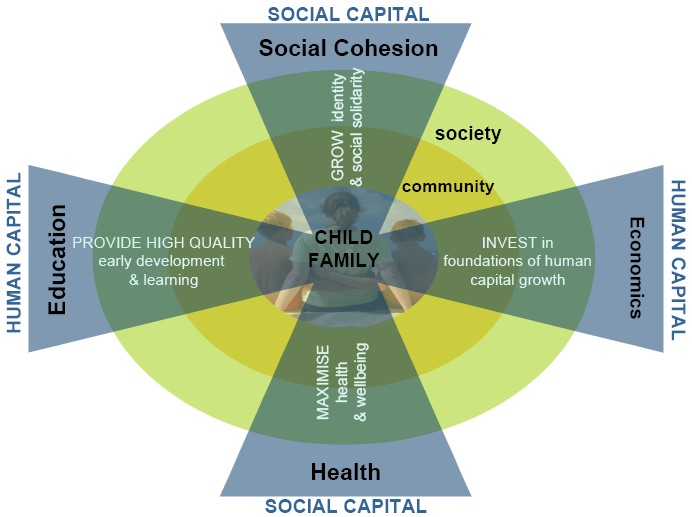 SOCIAL CAPITAL
Social Cohesion
GROW identity
& social solidarity
society
community
HUMAN CAPITAL
Education
PROVIDE HIGH QUALITY
early development
& learning
CHILD
FAMILY
INVEST in
foundations of human
capital growth
Economics
HUMAN CAPITAL
MAXIMISE
health
& wellbeing
Health
SOCIAL CAPITAL